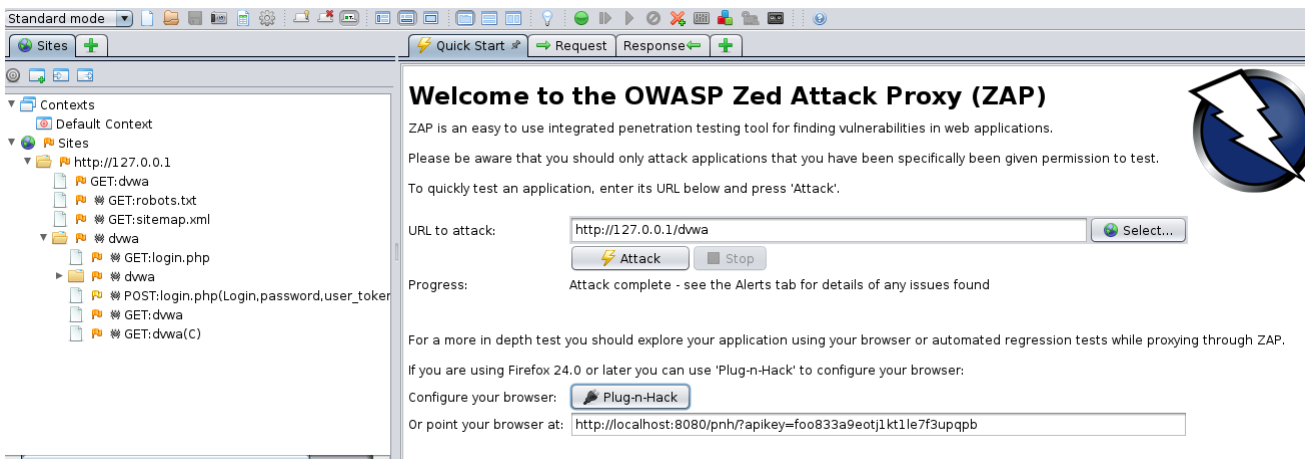 Standard mode
Sites
Quick Start
Request
Response
Contexts
Default Context
Sites
http://127.0.0.1
GET:dvwa
GET:robots.txt
GET:sitemap.xml
dvwa
GET:login.php
dvwa
POST:login.php(Login,password,user_token
GET:dvwa
GET:dvwa(C)
Welcome to the OWASP Zed Attack Proxy (ZAP)
ZAP is an easy to use integrated penetration testing tool for finding vulnerabilities in web applications.
Please be aware that you should only attack applications that you have been specifically been given permission to test.
To quickly test an application, enter its URL below and press 'Attack'.
URL to attack: http://127.0.0.1/dvwa Select...
Attack Stop
Progress: Attack complete - see the Alerts tab for details of any issues found
For a more in depth test you should explore your application using your browser or automated regression tests while proxying through ZAP.
If you are using Firefox 24.0 or later you can use 'Plug-n-Hack' to configure your browser:
Configure your browser: Plug-n-Hack
Or point your browser at: http://localhost:8080/pnh/?apikey=foo833a9eotj1kt1le7f3upqpb